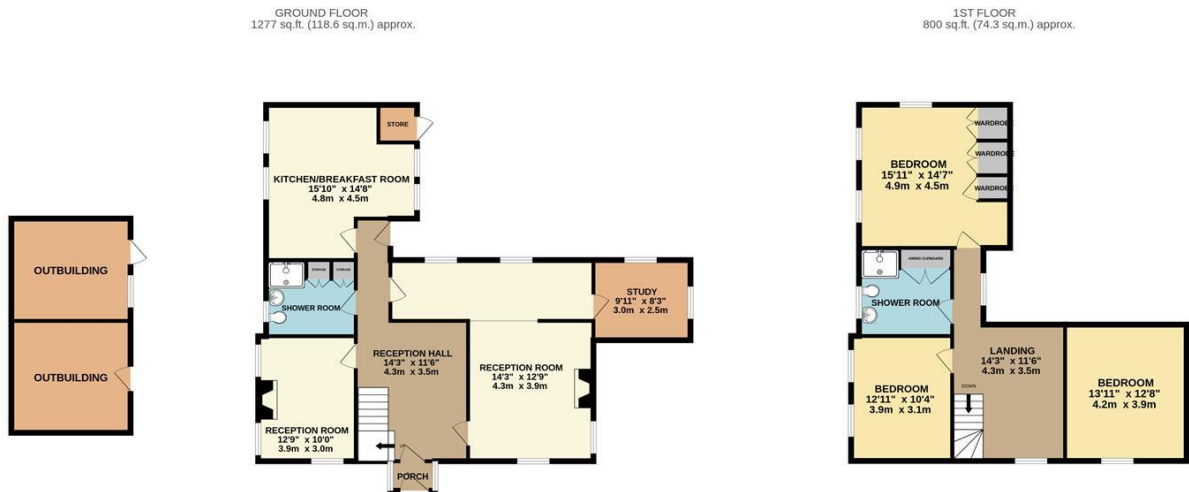 GROUND FLOOR
1277 sq.ft. (118.6 sq.m.) approx.
1ST FLOOR
800 sq.ft. (74.3 sq.m.) approx.
STORE
KITCHEN/BREAKFAST ROOM
15'10" x 14'8"
4.8m x 4.5m
OUTBUILDING
OUTBUILDING
STORAGE
STORAGE
SHOWER ROOM
STUDY
9'11" x 8'3"
3.0m x 2.5m
RECEPTION HALL
14'3" x 11'6"
4.3m x 3.5m
RECEPTION ROOM
14'3" x 12'9"
4.3m x 3.9m
RECEPTION ROOM
12'9" x 10'0"
3.9m x 3.0m
UP
PORCH
WARDROBE
WARDROBE
WARDROBE
BEDROOM
15'11" x 14'7"
4.9m x 4.5m
AIRING CUPBOARD
SHOWER ROOM
LANDING
14'3" x 11'6"
4.3m x 3.5m
DOWN
BEDROOM
12'11" x 10'4"
3.9m x 3.1m
BEDROOM
13'11" x 12'8"
4.2m x 3.9m